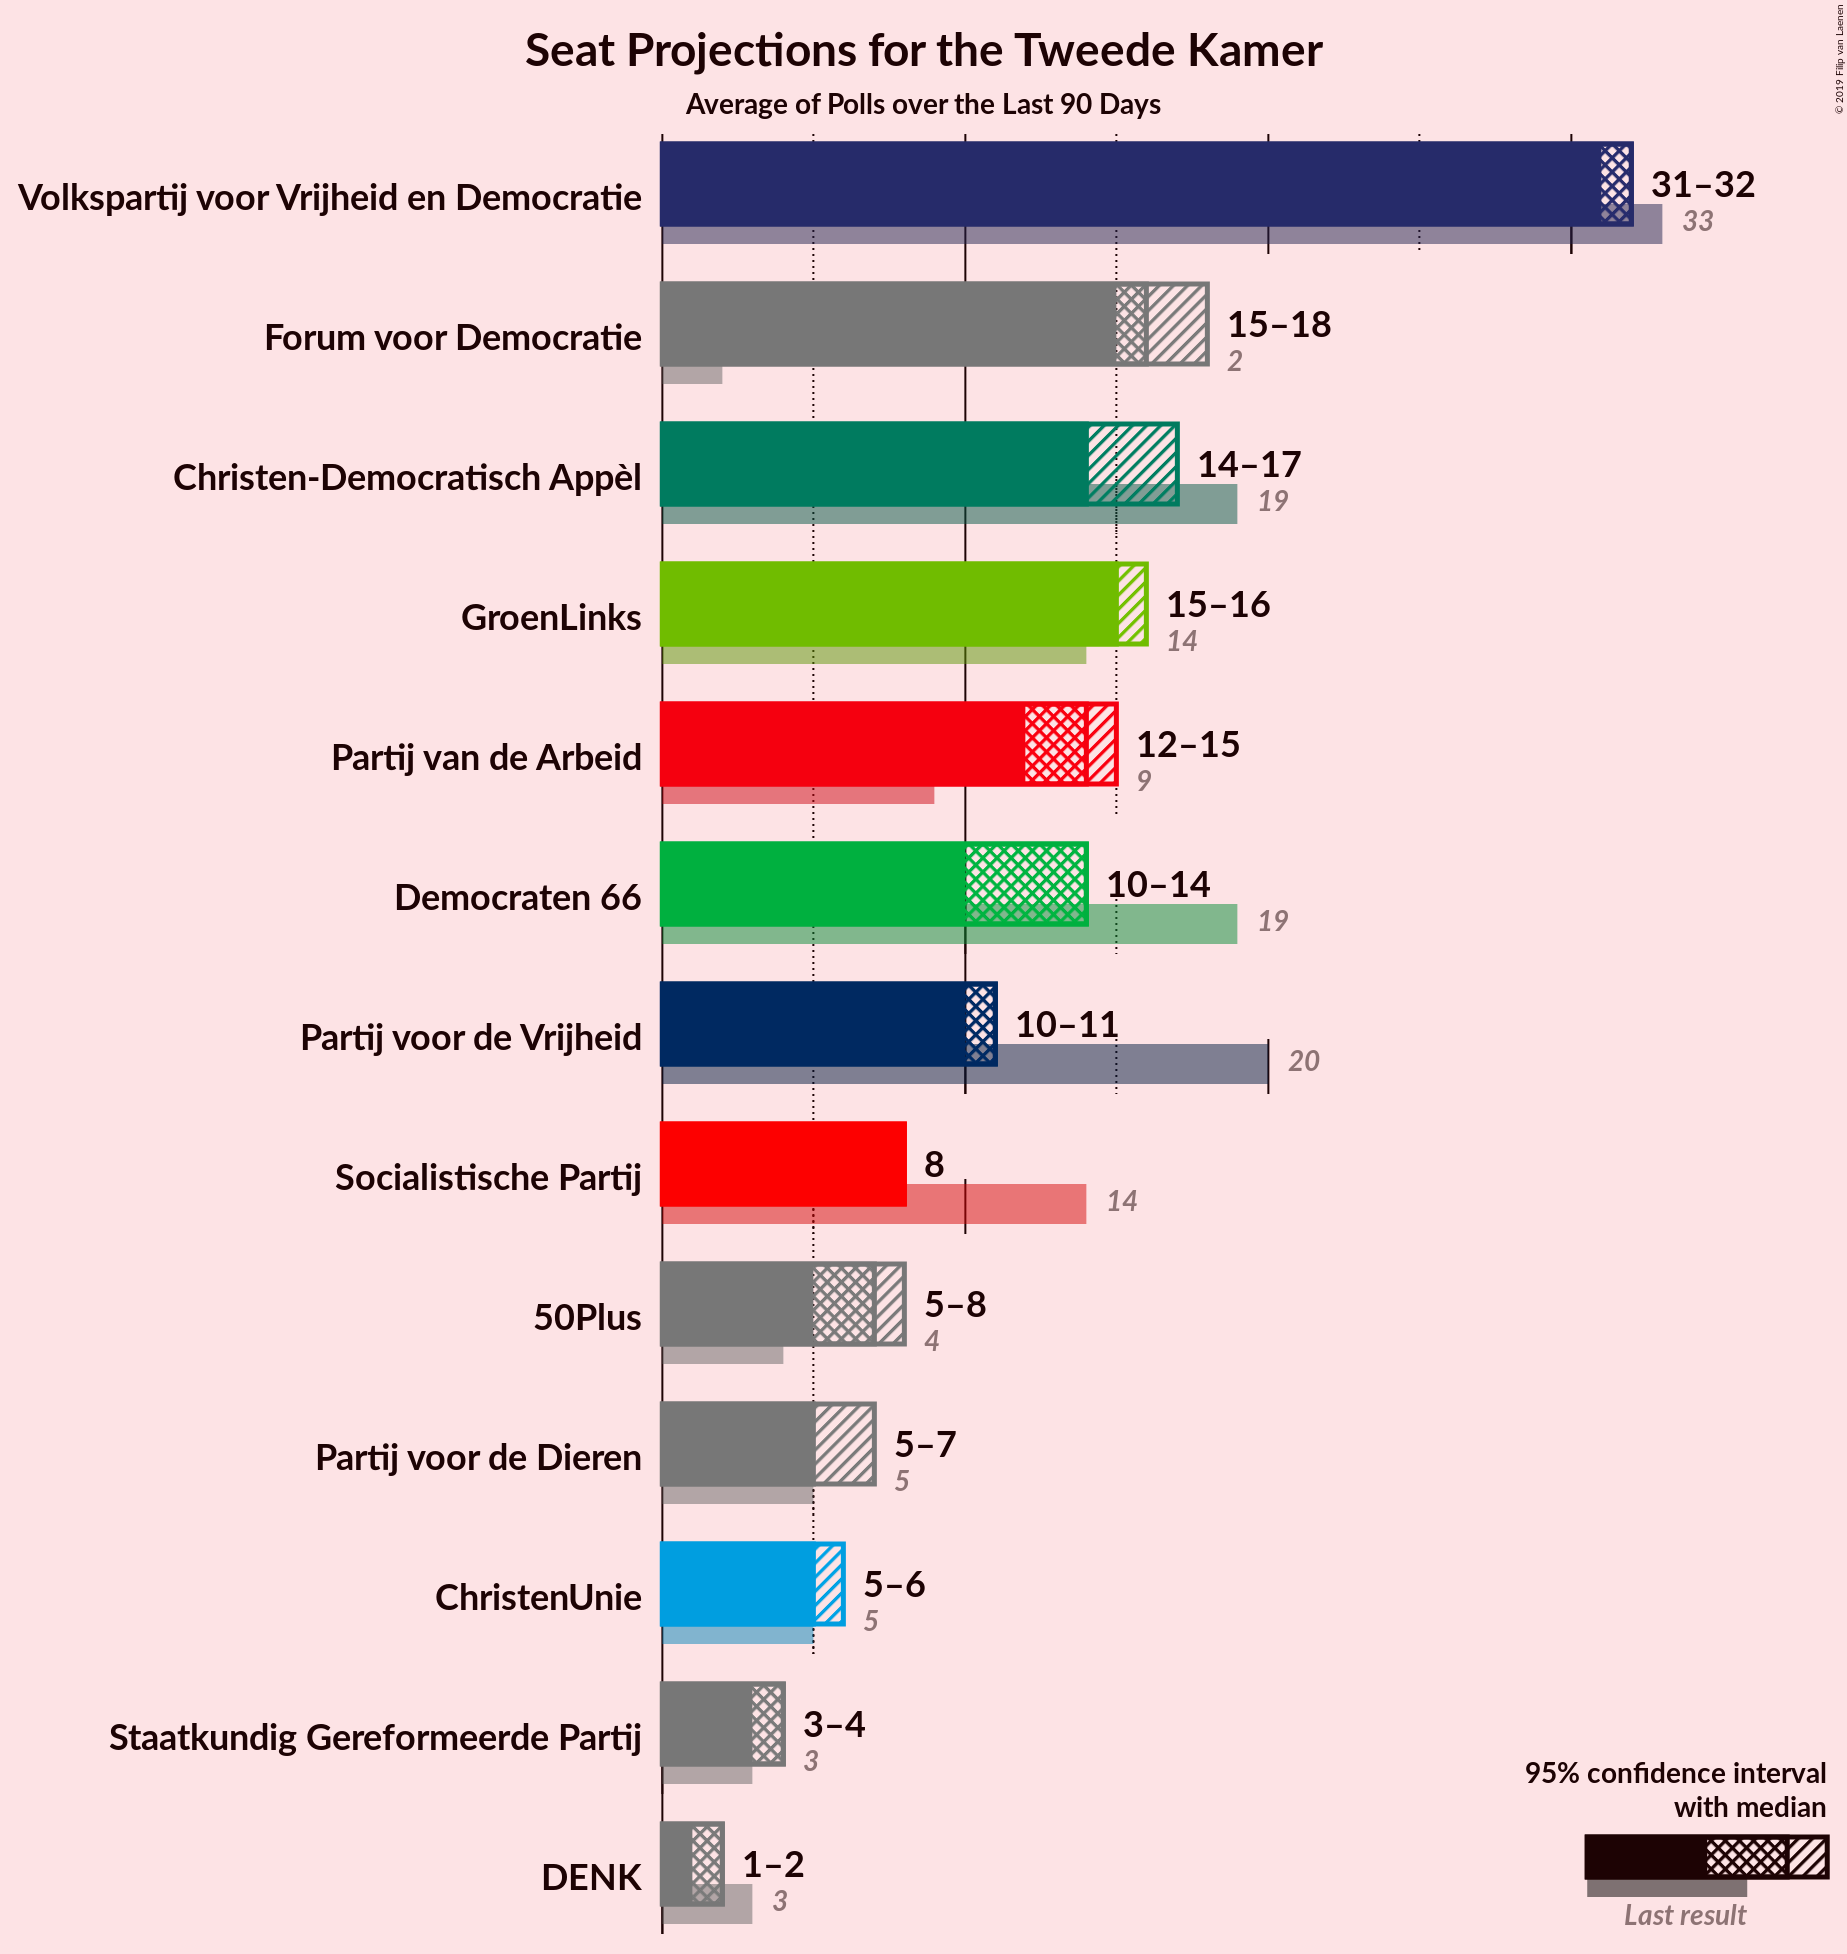 Seat Projections for the Tweede Kamer
Average of Polls over the Last 90 Days
© 2019 Filip van Laenen
Volkspartij voor Vrijheid en Democratie
31–32
33
Forum voor Democratie
15–18
2
Christen-Democratisch Appèl
14–17
19
GroenLinks
15–16
14
Partij van de Arbeid
12–15
9
Democraten 66
10–14
19
Partij voor de Vrijheid
10–11
20
Socialistische Partij
8
14
50Plus
5–8
4
Partij voor de Dieren
5–7
5
ChristenUnie
5–6
5
Staatkundig Gereformeerde Partij
3–4
3
DENK
1–2
3
95% confidence interval
with median
Last result